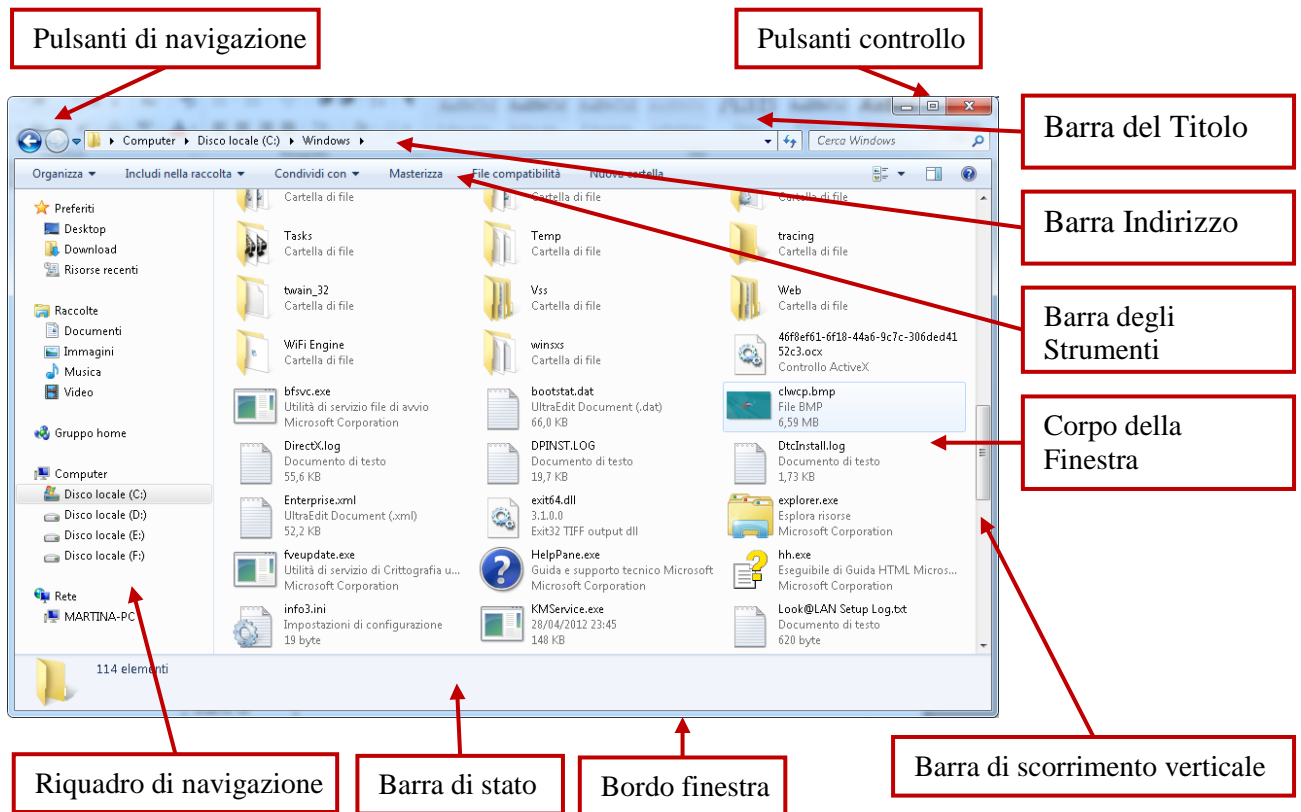 Pulsanti di navigazione
Pulsanti controllo
Barra del Titolo
Computer Disco locale (C:) Windows
Cerca Windows
Barra Indirizzo
Organizza Includi nella raccolta Condividi con Masterizza File compatibilità Nuova cartella
Preferiti
Desktop
Download
Risorse recenti
Raccolte
Documenti
Immagini
Musica
Video
Gruppo home
Computer
Disco locale (C:)
Disco locale (D:)
Disco locale (E:)
Disco locale (F:)
Rete
MARTINA-PC
Cartella di file
Cartella di file
Cartella di file
Tasks
Cartella di file
Temp
Cartella di file
tracing
Cartella di file
twain_32
Cartella di file
Vss
Cartella di file
Web
Cartella di file
WiFi Engine
Cartella di file
winsxs
Cartella di file
46f8ef61-6f18-44a6-9c7c-306ded41
52c3.ocx
Controllo ActiveX
bfsvc.exe
Utilità di servizio file di avvio
Microsoft Corporation
bootstat.dat
UltraEdit Document (.dat)
66,0 KB
clwcp.bmp
File BMP
6,59 MB
DirectX.log
Documento di testo
55,6 KB
DPINST.LOG
Documento di testo
19,7 KB
DtcInstall.log
Documento di testo
1,73 KB
Enterprise.xml
UltraEdit Document (.xml)
52,2 KB
exit64.dll
3.1.0.0
Exit32 TIFF output dll
explorer.exe
Esplora risorse
Microsoft Corporation
fveupdate.exe
Utilità di servizio di Crittografia u...
Microsoft Corporation
HelpPane.exe
Guida e supporto tecnico Microsoft
Microsoft Corporation
hh.exe
Eseguibile di Guida HTML Micros...
Microsoft Corporation
info3.ini
Impostazioni di configurazione
19 byte
KMService.exe
28/04/2012 23:45
148 KB
Look@LAN Setup Log.txt
Documento di testo
620 byte
114 elementi
Barra degli
Strumenti
Corpo della
Finestra
Riquadro di navigazione
Barra di stato
Bordo finestra
Barra di scorrimento verticale